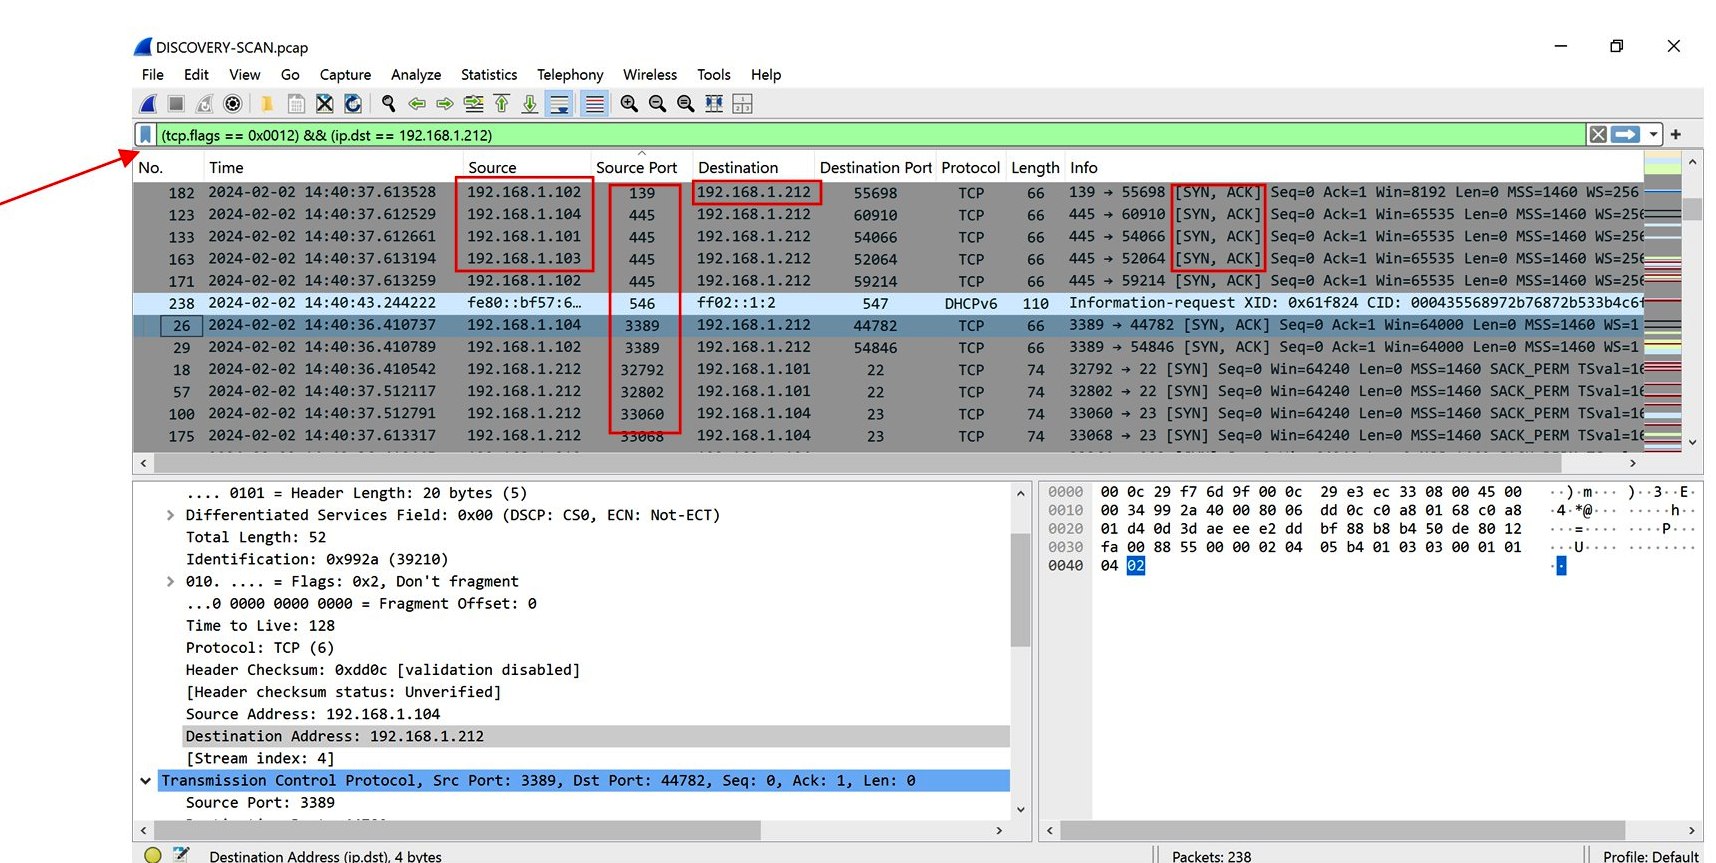 DISCOVERY-SCAN.pcap
File Edit View Go Capture Analyze Statistics Telephony Wireless Tools Help
(tcp.flags == 0x0012) && (ip.dst == 192.168.1.212)
No. Time Source Source Port Destination Destination Port Protocol Length Info
182 2024-02-02 14:40:37.613528 192.168.1.102 139 192.168.1.212 55698 TCP 66 139 → 55698 [SYN, ACK] Seq=0 Ack=1 Win=8192 Len=0 MSS=1460 WS=256
123 2024-02-02 14:40:37.612529 192.168.1.104 445 192.168.1.212 60910 TCP 66 445 → 60910 [SYN, ACK] Seq=0 Ack=1 Win=65535 Len=0 MSS=1460 WS=256
133 2024-02-02 14:40:37.612661 192.168.1.101 445 192.168.1.212 54066 TCP 66 445 → 54066 [SYN, ACK] Seq=0 Ack=1 Win=65535 Len=0 MSS=1460 WS=256
163 2024-02-02 14:40:37.613194 192.168.1.103 445 192.168.1.212 52064 TCP 66 445 → 52064 [SYN, ACK] Seq=0 Ack=1 Win=65535 Len=0 MSS=1460 WS=256
171 2024-02-02 14:40:37.613259 192.168.1.102 445 192.168.1.212 59214 TCP 66 445 → 59214 [SYN, ACK] Seq=0 Ack=1 Win=65535 Len=0 MSS=1460 WS=256
238 2024-02-02 14:40:43.244222 fe80::bf57:6… 546 ff02::1:2 547 DHCPv6 110 Information-request XID: 0x61f824 CID: 000435568972b76872b533b4c6f
26 2024-02-02 14:40:36.410737 192.168.1.104 3389 192.168.1.212 44782 TCP 66 3389 → 44782 [SYN, ACK] Seq=0 Ack=1 Win=64000 Len=0 MSS=1460 WS=1
29 2024-02-02 14:40:36.410789 192.168.1.102 3389 192.168.1.212 54846 TCP 66 3389 → 54846 [SYN, ACK] Seq=0 Ack=1 Win=64000 Len=0 MSS=1460 WS=1
18 2024-02-02 14:40:36.410542 192.168.1.212 32792 192.168.1.101 22 TCP 74 32792 → 22 [SYN] Seq=0 Win=64240 Len=0 MSS=1460 SACK_PERM TSval=16
57 2024-02-02 14:40:37.512117 192.168.1.212 32802 192.168.1.101 22 TCP 74 32802 → 22 [SYN] Seq=0 Win=64240 Len=0 MSS=1460 SACK_PERM TSval=16
100 2024-02-02 14:40:37.512791 192.168.1.212 33060 192.168.1.104 23 TCP 74 33060 → 23 [SYN] Seq=0 Win=64240 Len=0 MSS=1460 SACK_PERM TSval=16
175 2024-02-02 14:40:37.613317 192.168.1.212 33068 192.168.1.104 23 TCP 74 33068 → 23 [SYN] Seq=0 Win=64240 Len=0 MSS=1460 SACK_PERM TSval=16
.... 0101 = Header Length: 20 bytes (5)
Differentiated Services Field: 0x00 (DSCP: CS0, ECN: Not-ECT)
Total Length: 52
Identification: 0x992a (39210)
010. .... = Flags: 0x2, Don't fragment
...0 0000 0000 0000 = Fragment Offset: 0
Time to Live: 128
Protocol: TCP (6)
Header Checksum: 0xdd0c [validation disabled]
[Header checksum status: Unverified]
Source Address: 192.168.1.104
Destination Address: 192.168.1.212
[Stream index: 4]
Transmission Control Protocol, Src Port: 3389, Dst Port: 44782, Seq: 0, Ack: 1, Len: 0
Source Port: 3389
0000 00 0c 29 f7 6d 9f 00 0c 29 e3 ec 33 08 00 45 00 ··)·m··· )··3··E·
0010 00 34 99 2a 40 00 80 06 dd 0c c0 a8 01 68 c0 a8 ·4·*@··· ·····h··
0020 01 d4 0d 3d ae ee e2 dd bf 88 b8 b4 50 de 80 12 ···=···· ····P···
0030 fa 00 88 55 00 00 02 04 05 b4 01 03 03 00 01 01 ···U···· ········
0040 04 02 ··
Destination Address (ip.dst), 4 bytes Packets: 238 Profile: Default